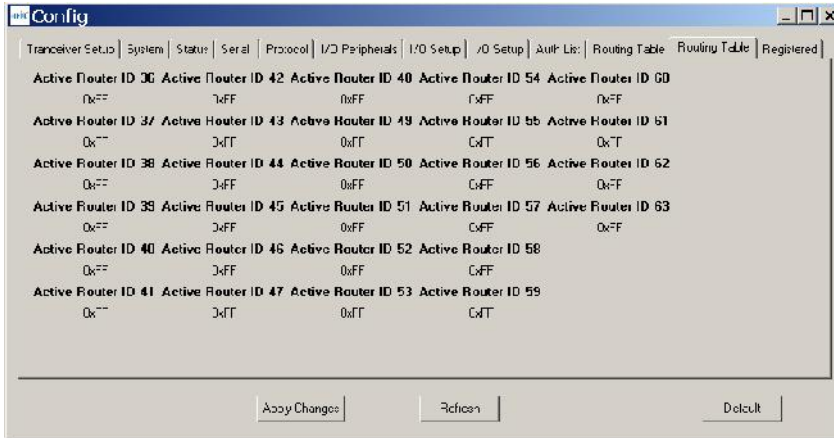 Config
Tranceiver Setup System Status Serial Protocol I/O Peripherals I/O Setup I/O Setup Auth List Routing Table Routing Table Registered
Active Router ID 36 Active Router ID 42 Active Router ID 48 Active Router ID 54 Active Router ID 60
0xFF 0xFF 0xFF 0xFF 0xFF
Active Router ID 37 Active Router ID 43 Active Router ID 49 Active Router ID 55 Active Router ID 61
0xFF 0xFF 0xFF 0xFF 0xFF
Active Router ID 38 Active Router ID 44 Active Router ID 50 Active Router ID 56 Active Router ID 62
0xFF 0xFF 0xFF 0xFF 0xFF
Active Router ID 39 Active Router ID 45 Active Router ID 51 Active Router ID 57 Active Router ID 63
0xFF 0xFF 0xFF 0xFF 0xFF
Active Router ID 40 Active Router ID 46 Active Router ID 52 Active Router ID 58
0xFF 0xFF 0xFF 0xFF
Active Router ID 41 Active Router ID 47 Active Router ID 53 Active Router ID 59
0xFF 0xFF 0xFF 0xFF
Apply Changes Refresh Default